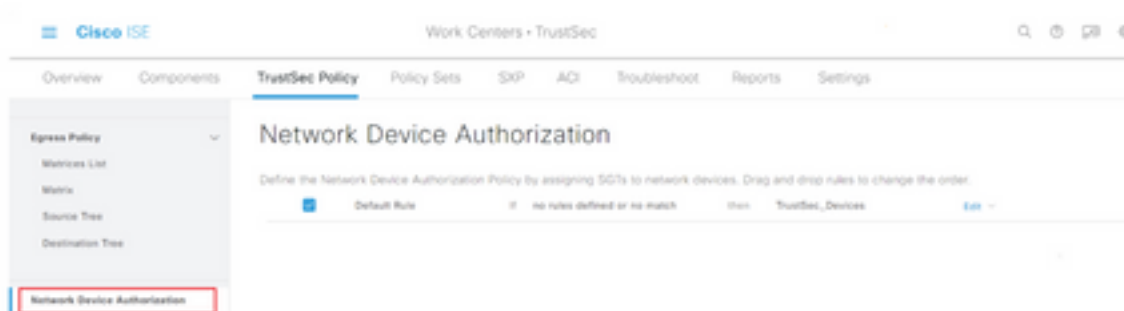 Cisco ISE
Work Centers · TrustSec
Overview Components TrustSec Policy Policy Sets SXP ACI Troubleshoot Reports Settings
Egress Policy
Matrices List
Matrix
Source Tree
Destination Tree
Network Device Authorization
Network Device Authorization
Define the Network Device Authorization Policy by assigning SGTs to network devices. Drag and drop rules to change the order.
Default Rule If no rules defined or no match then TrustSec_Devices Edit